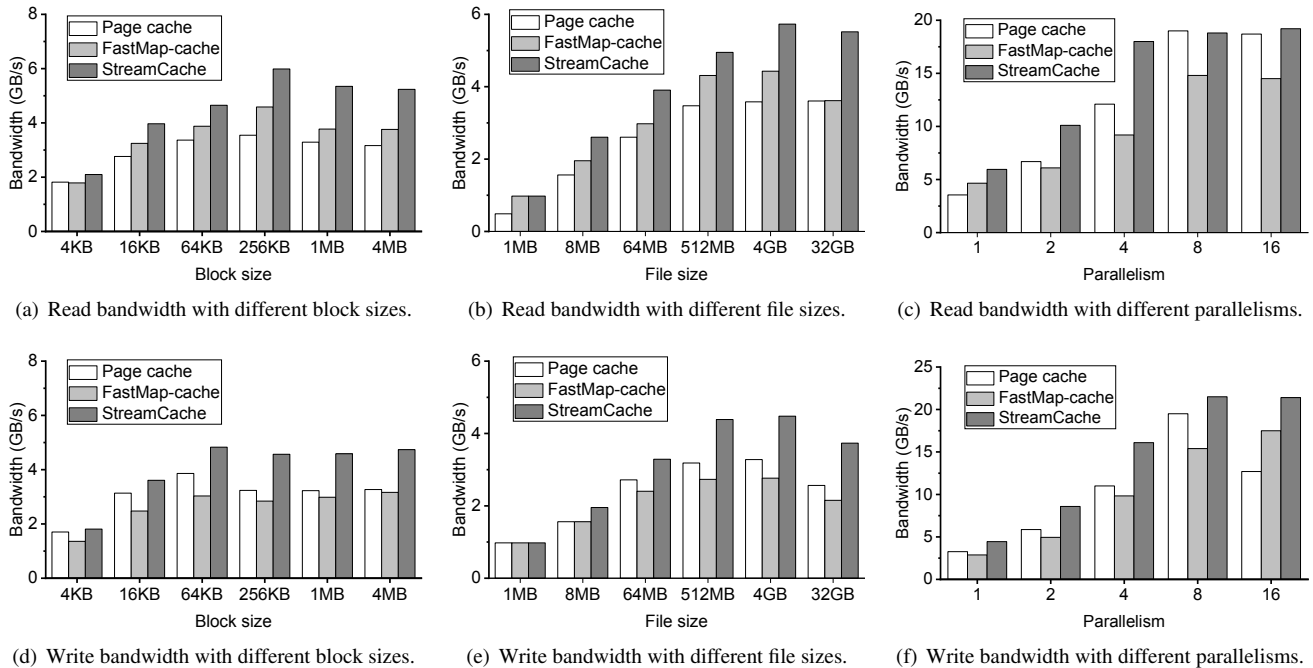 8
6
4
2
0
Bandwidth (GB/s)
Page cache
FastMap-cache
StreamCache
4KB 16KB 64KB 256KB 1MB 4MB
Block size
(a) Read bandwidth with different block sizes.
6
4
2
0
Bandwidth (GB/s)
Page cache
FastMap-cache
StreamCache
1MB 8MB 64MB 512MB 4GB 32GB
File size
(b) Read bandwidth with different file sizes.
20
15
10
5
0
Bandwidth (GB/s)
Page cache
FastMap-cache
StreamCache
1 2 4 8 16
Parallelism
(c) Read bandwidth with different parallelisms.
8
6
4
2
0
Bandwidth (GB/s)
Page cache
FastMap-cache
StreamCache
4KB 16KB 64KB 256KB 1MB 4MB
Block size
(d) Write bandwidth with different block sizes.
6
4
2
0
Bandwidth (GB/s)
Page cache
FastMap-cache
StreamCache
1MB 8MB 64MB 512MB 4GB 32GB
File size
(e) Write bandwidth with different file sizes.
25
20
15
10
5
0
Bandwidth (GB/s)
Page cache
FastMap-cache
StreamCache
1 2 4 8 16
Parallelism
(f) Write bandwidth with different parallelisms.